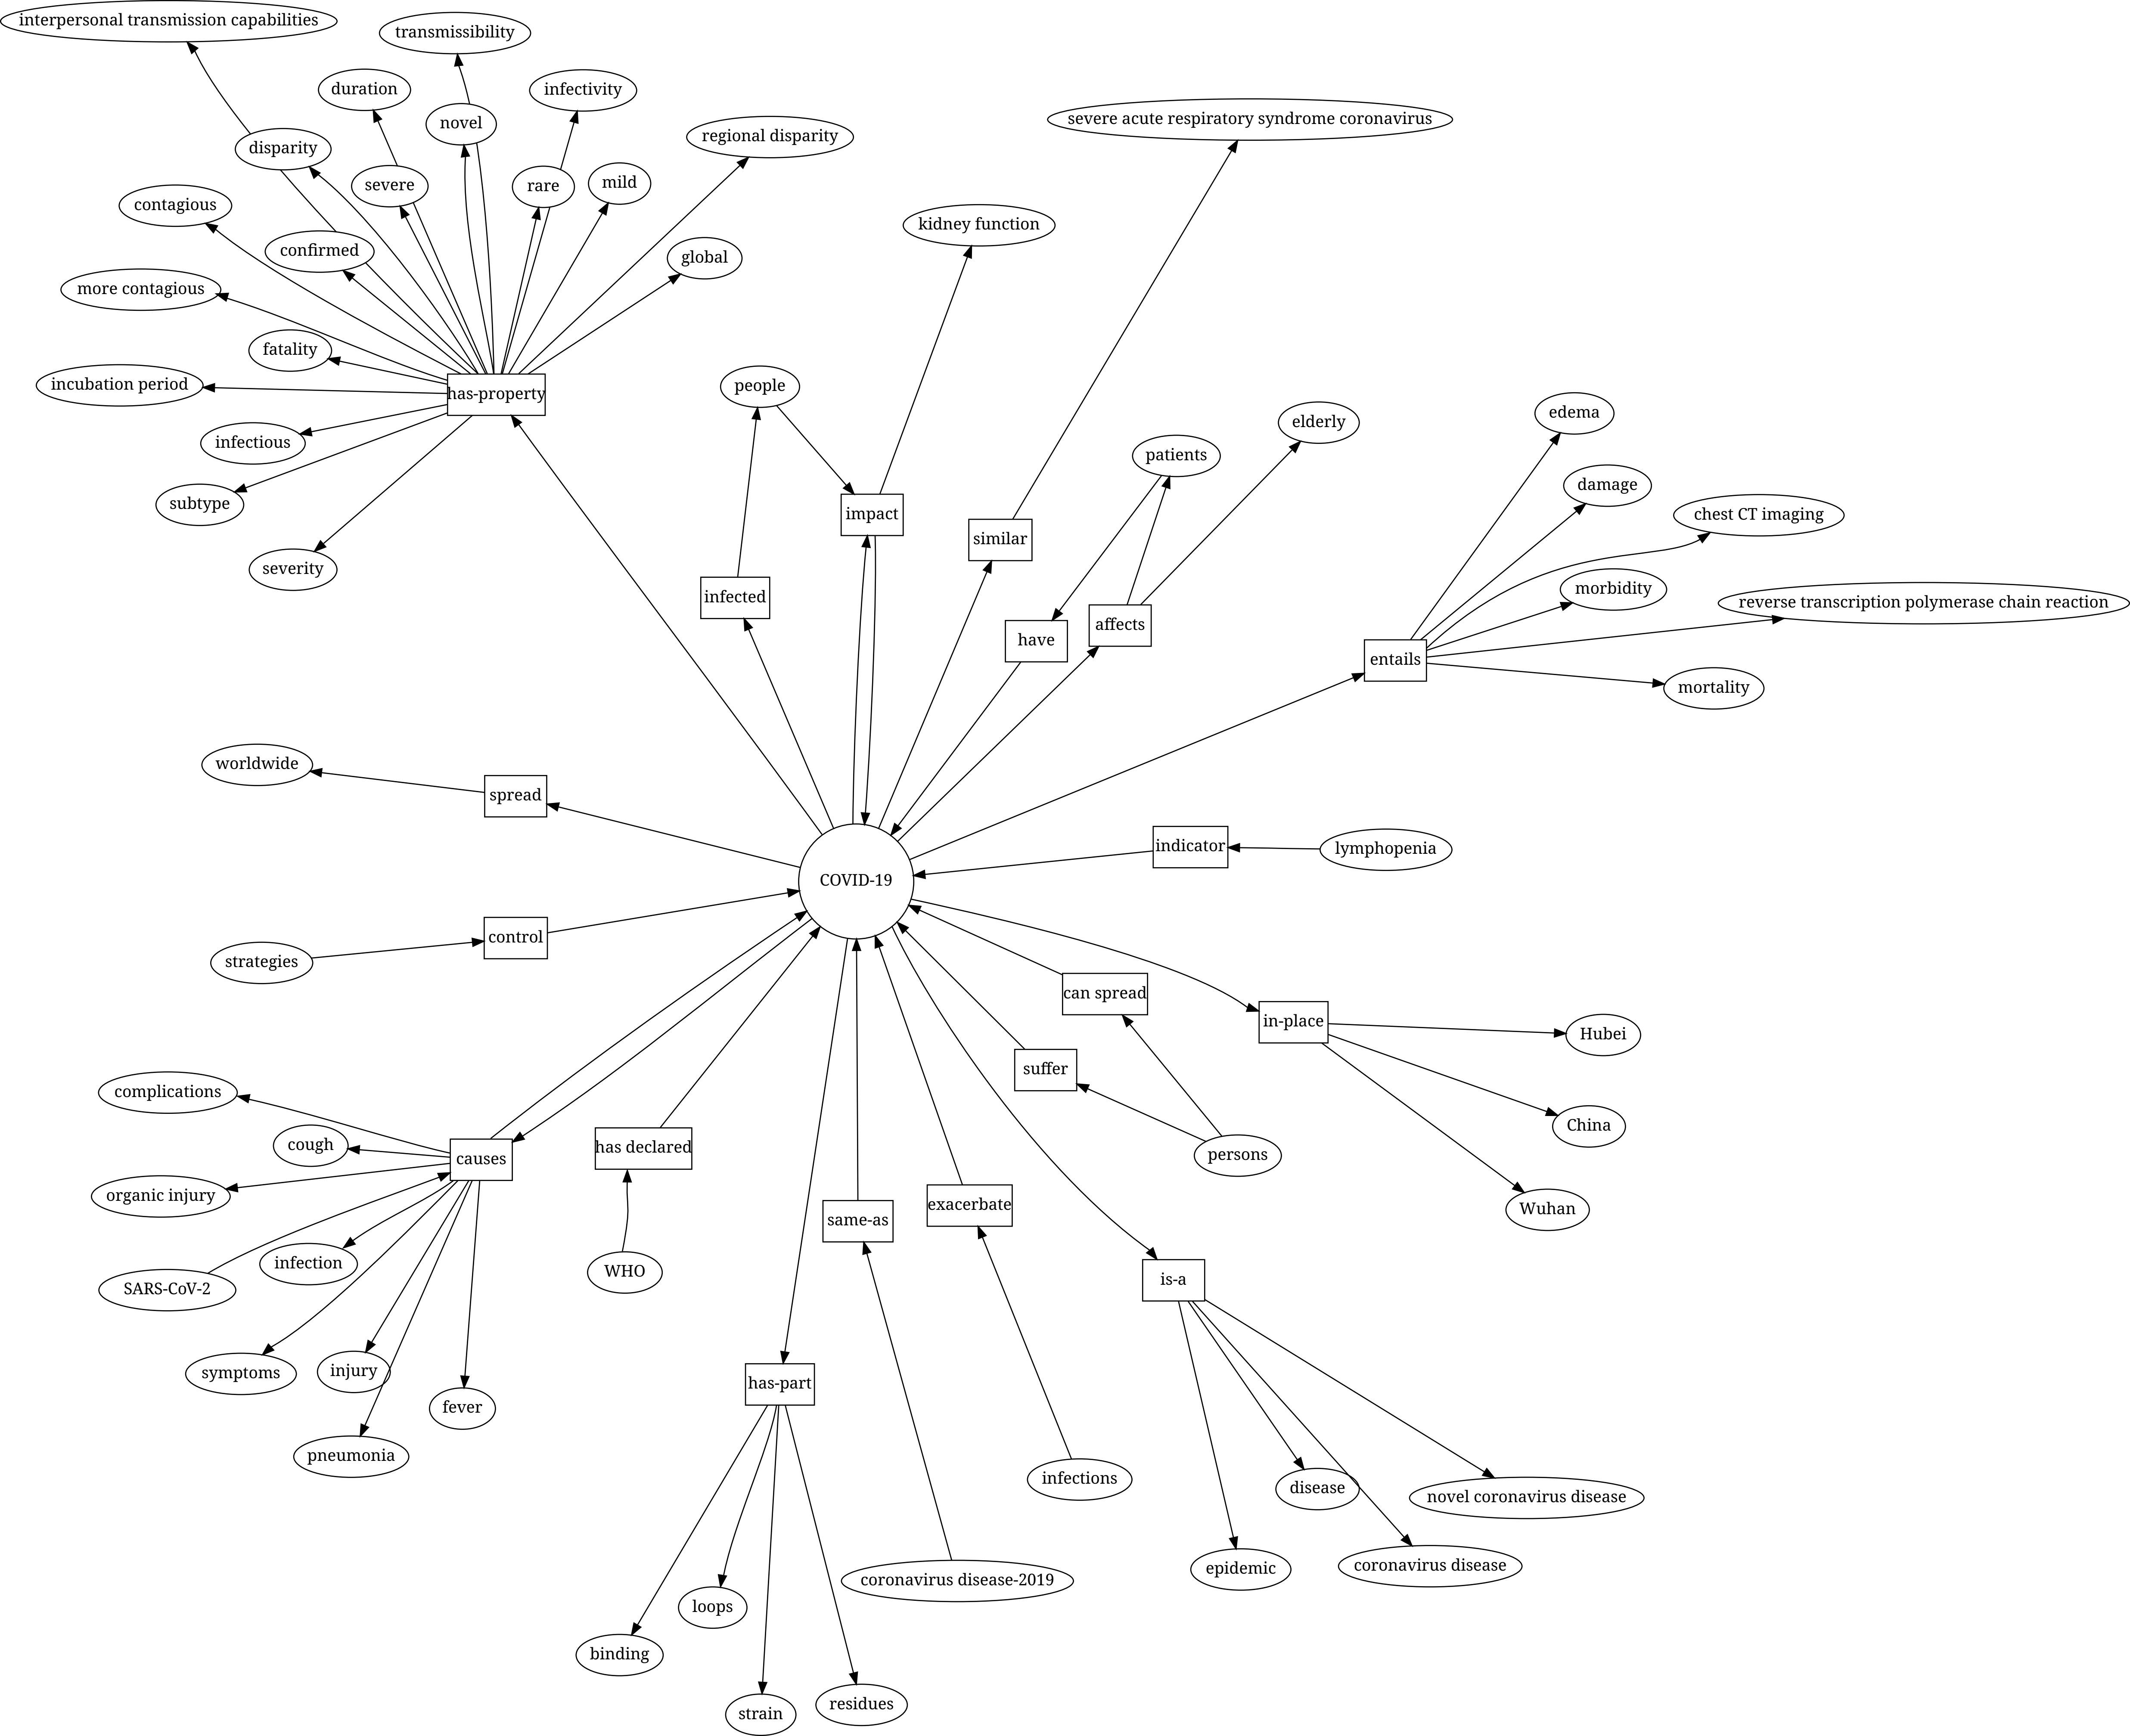 interpersonal transmission capabilities
transmissibility
duration
infectivity
novel
regional disparity
severe acute respiratory syndrome coronavirus
disparity
severe
rare
mild
contagious
kidney function
confirmed
global
more contagious
fatality
people
incubation period
has-property
elderly
edema
infectious
patients
damage
subtype
impact
chest CT imaging
similar
severity
morbidity
infected
reverse transcription polymerase chain reaction
affects
have
entails
mortality
worldwide
spread
indicator
lymphopenia
COVID-19
control
strategies
can spread
in-place
Hubei
suffer
complications
China
cough
has declared
persons
causes
organic injury
exacerbate
Wuhan
same-as
infection
WHO
is-a
SARS-CoV-2
symptoms
injury
has-part
fever
pneumonia
infections
disease
novel coronavirus disease
epidemic
coronavirus disease
coronavirus disease-2019
loops
binding
residues
strain